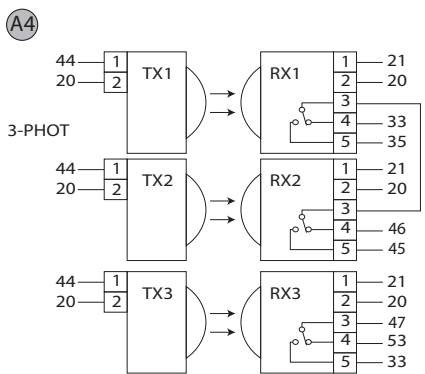 A4
44 1 TX1 RX1 1 21
20 2 2 20
3
3-PHOT 4 33
5 35
44 1 TX2 RX2 1 21
20 2 2 20
3
4 46
5 45
44 1 TX3 RX3 1 21
20 2 2 20
3 47
4 53
5 33